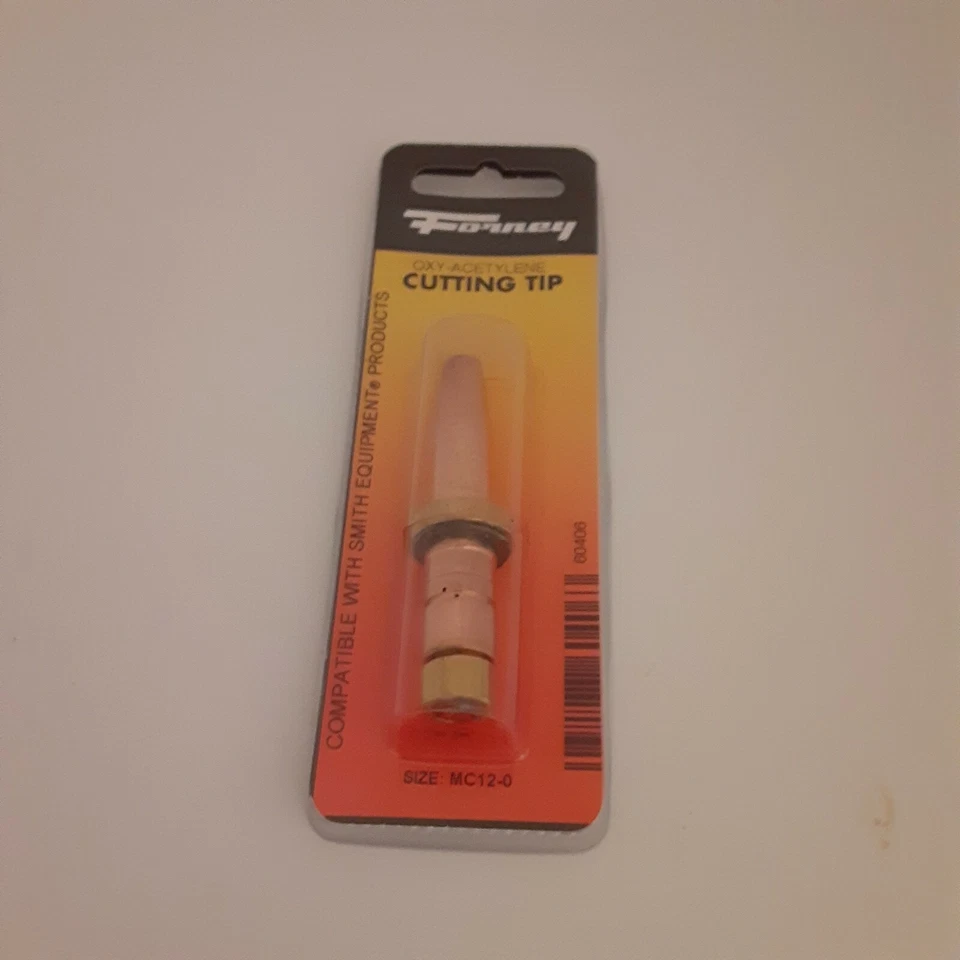 Forney
OXY-ACETYLENE
CUTTING TIP
COMPATIBLE WITH SMITH EQUIPMENT® PRODUCTS
60406
SIZE: MC12-0